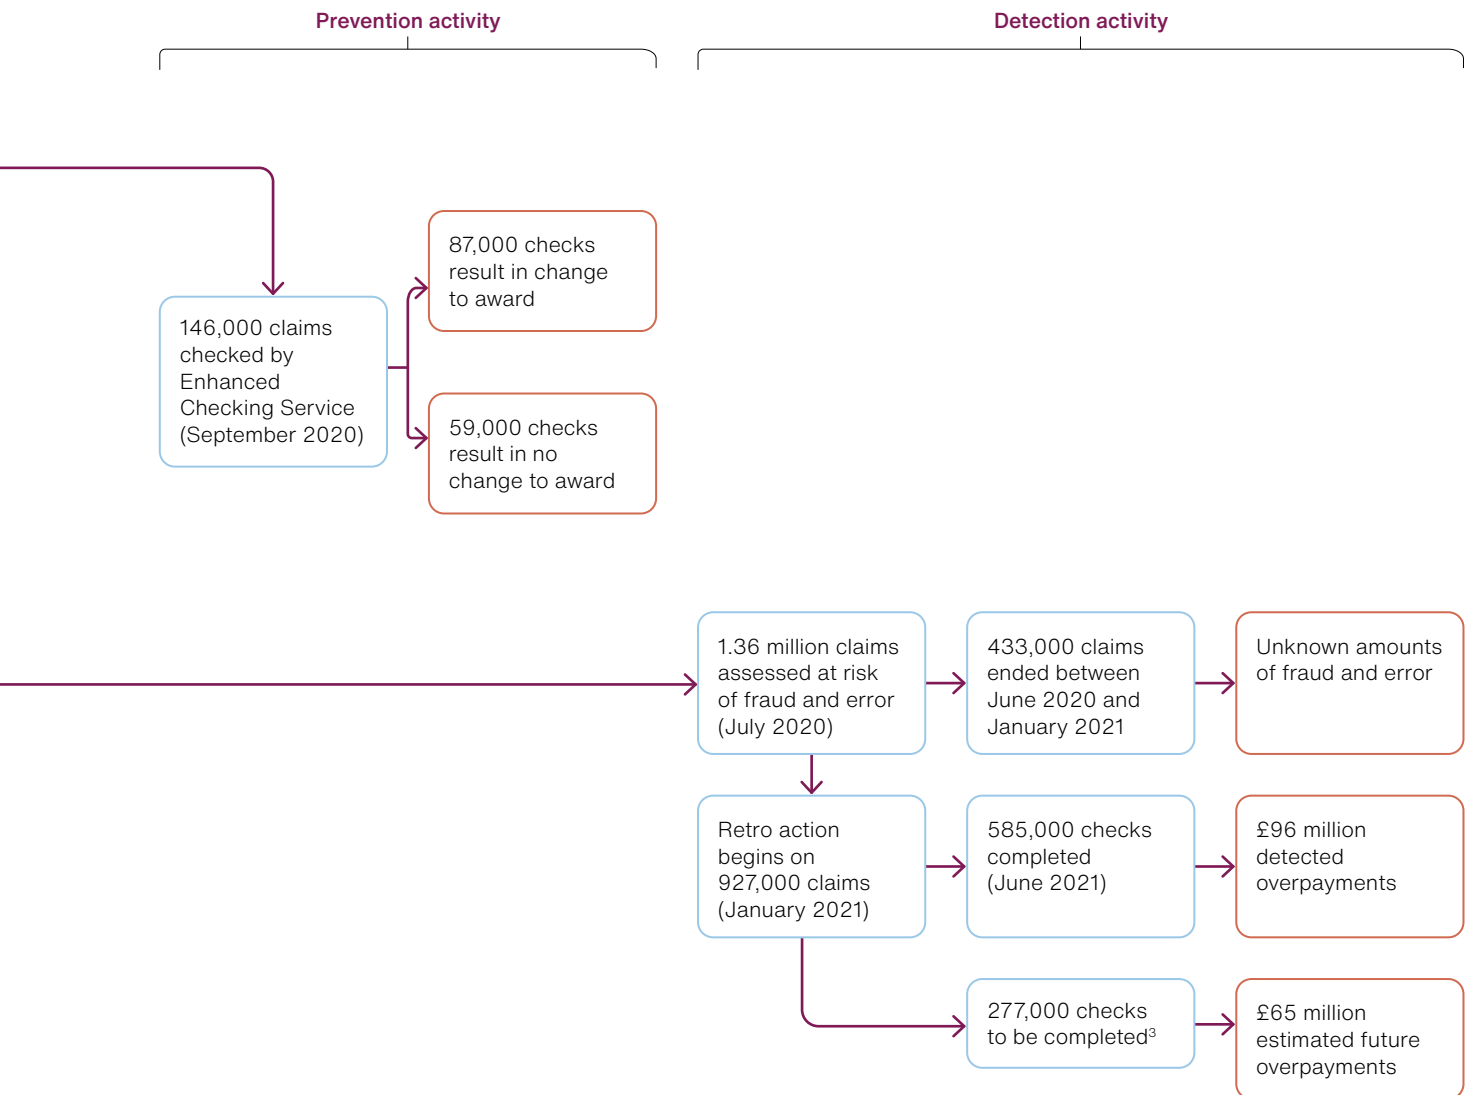 Prevention activity
Detection activity
87,000 checks
result in change
to award
146,000 claims
checked by
Enhanced
Checking Service
(September 2020)
59,000 checks
result in no
change to award
1.36 million claims
assessed at risk
of fraud and error
(July 2020)
433,000 claims
ended between
June 2020 and
January 2021
Unknown amounts
of fraud and error
Retro action
begins on
927,000 claims
(January 2021)
585,000 checks
completed
(June 2021)
£96 million
detected
overpayments
277,000 checks
to be completed³
£65 million
estimated future
overpayments